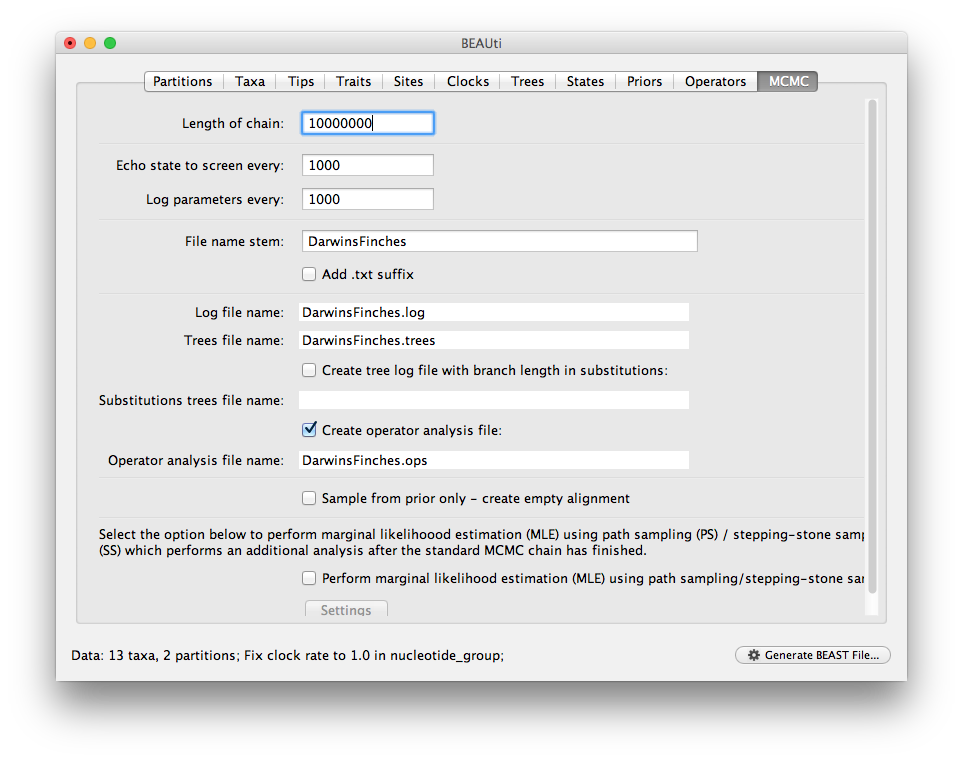 BEAUti
Partitions Taxa Tips Traits Sites Clocks Trees States Priors Operators MCMC
Length of chain: 10000000
Echo state to screen every: 1000
Log parameters every: 1000
File name stem: DarwinsFinches
Add .txt suffix
Log file name: DarwinsFinches.log
Trees file name: DarwinsFinches.trees
Create tree log file with branch length in substitutions:
Substitutions trees file name:
Create operator analysis file:
Operator analysis file name: DarwinsFinches.ops
Sample from prior only – create empty alignment
Select the option below to perform marginal likelihoood estimation (MLE) using path sampling (PS) / stepping-stone samp
(SS) which performs an additional analysis after the standard MCMC chain has finished.
Perform marginal likelihood estimation (MLE) using path sampling/stepping-stone sar
Settings
Data: 13 taxa, 2 partitions; Fix clock rate to 1.0 in nucleotide_group;
Generate BEAST File...